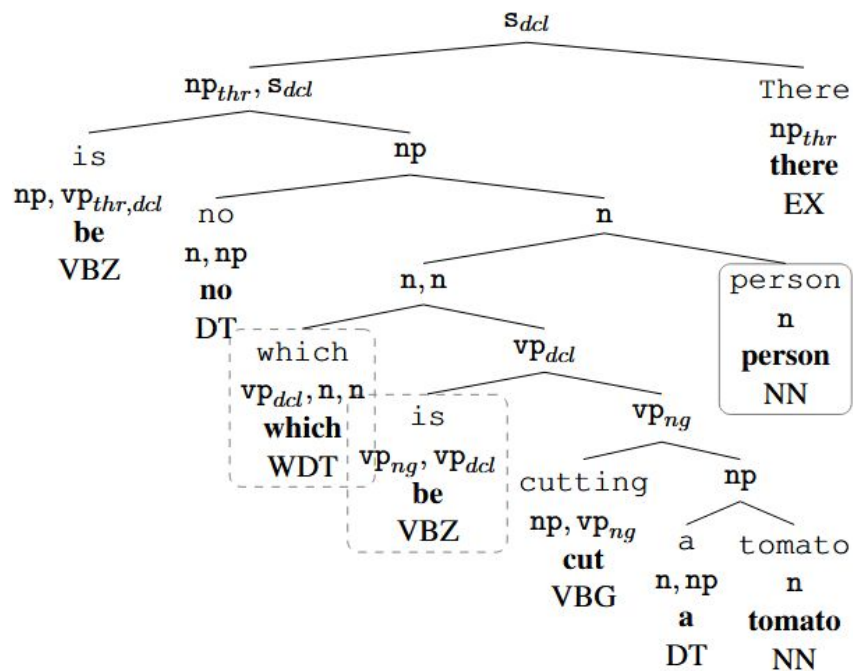 s_dcl
np_thr, s_dcl
There
np_thr
there
EX
is
np, vp_thr,dcl
be
VBZ
np
no
n, np
no
DT
n
n, n
person
n
person
NN
which
vp_dcl, n, n
which
WDT
vp_dcl
is
vp_ng, vp_dcl
be
VBZ
vp_ng
cutting
np, vp_ng
cut
VBG
np
a
n, np
a
DT
tomato
n
tomato
NN